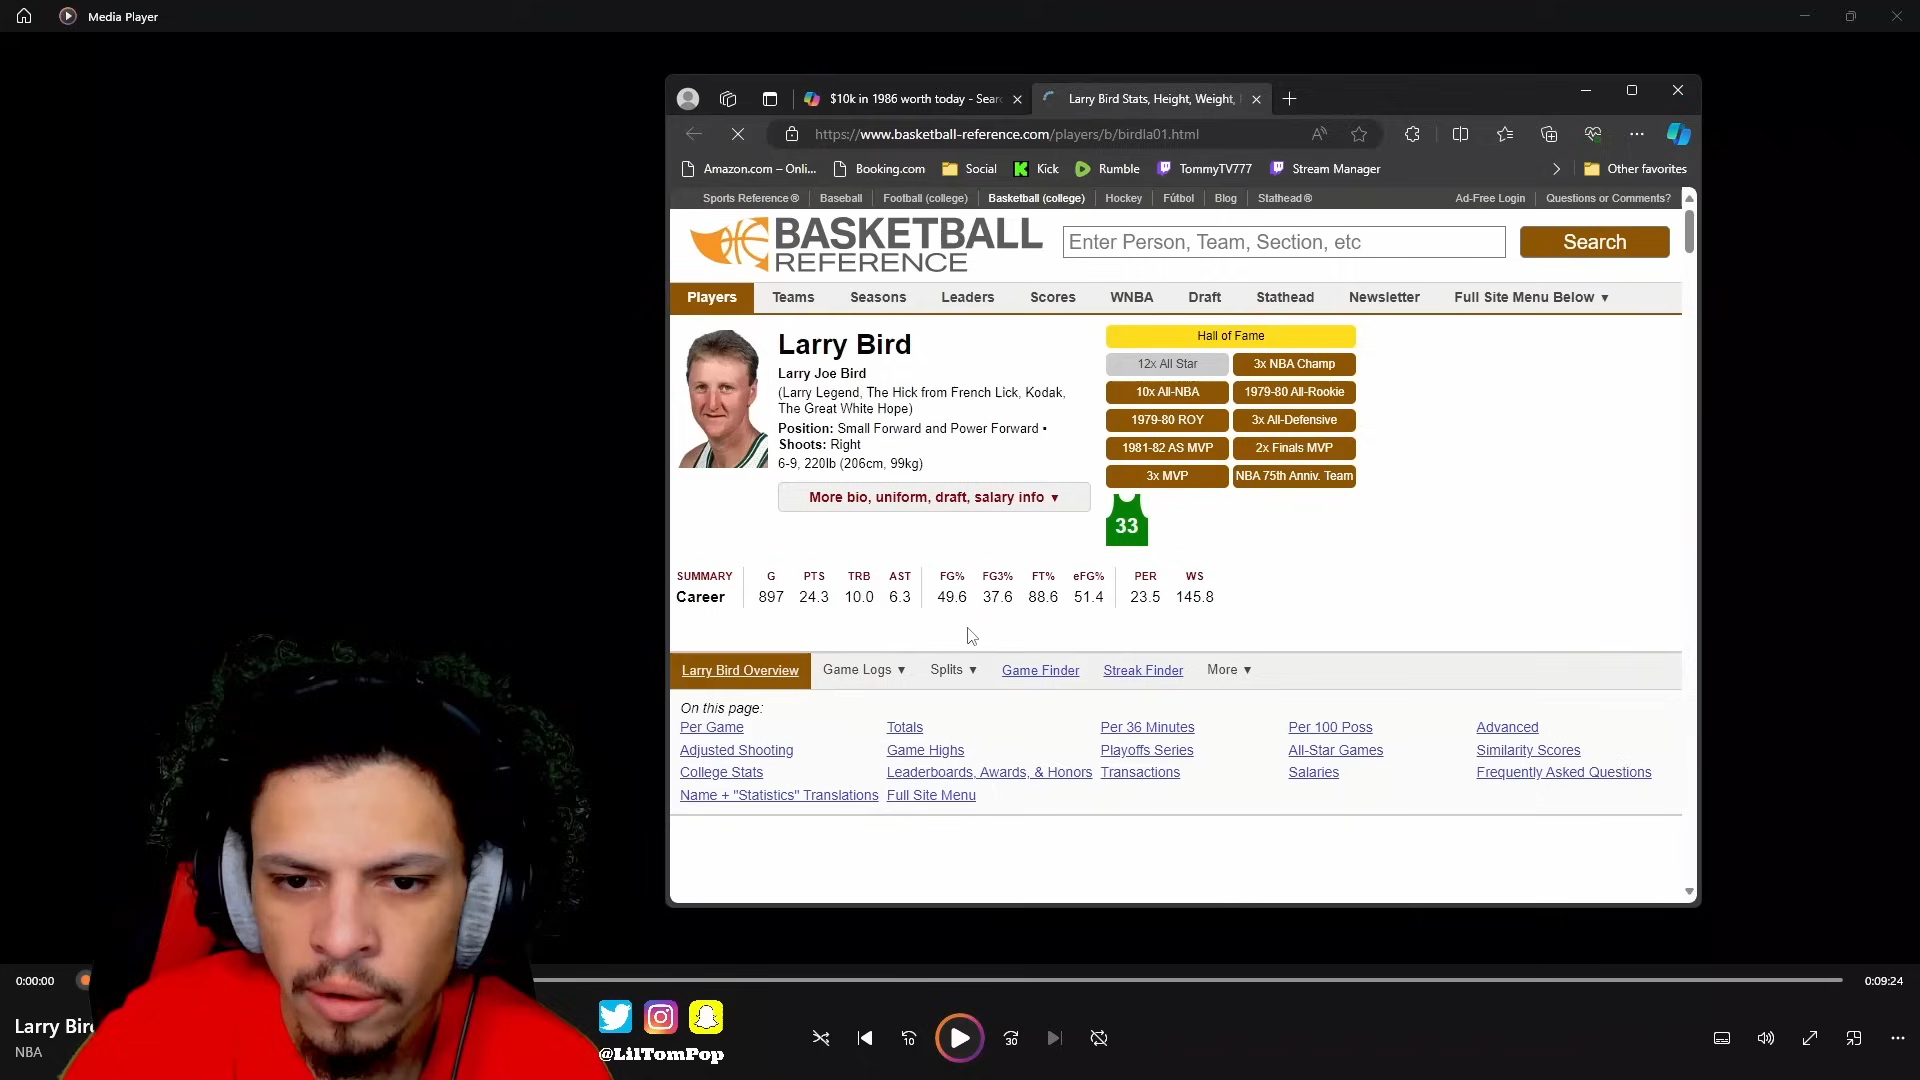 Media Player
$10k in 1986 worth today - Sear
Larry Bird Stats, Height, Weight,
https://www.basketball-reference.com/players/b/birdla01.html
Amazon.com – Onli...
Booking.com
Social
Kick
Rumble
TommyTV777
Stream Manager
Other favorites
Sports Reference ®
Baseball
Football (college)
Basketball (college)
Hockey
Fútbol
Blog
Stathead ®
Ad-Free Login
Questions or Comments?
BASKETBALL
REFERENCE
Enter Person, Team, Section, etc
Search
Players
Teams
Seasons
Leaders
Scores
WNBA
Draft
Stathead
Newsletter
Full Site Menu Below ▼
Larry Bird
Larry Joe Bird
(Larry Legend, The Hick from French Lick, Kodak,
The Great White Hope)
Position: Small Forward and Power Forward ▪
Shoots: Right
6-9, 220lb (206cm, 99kg)
More bio, uniform, draft, salary info ▼
Hall of Fame
12x All Star
3x NBA Champ
10x All-NBA
1979-80 All-Rookie
1979-80 ROY
3x All-Defensive
1981-82 AS MVP
2x Finals MVP
3x MVP
NBA 75th Anniv. Team
33
SUMMARY G PTS TRB AST FG% FG3% FT% eFG% PER WS
Career 897 24.3 10.0 6.3 49.6 37.6 88.6 51.4 23.5 145.8
Larry Bird Overview
Game Logs ▼
Splits ▼
Game Finder
Streak Finder
More ▼
On this page:
Per Game
Totals
Per 36 Minutes
Per 100 Poss
Advanced
Adjusted Shooting
Game Highs
Playoffs Series
All-Star Games
Similarity Scores
College Stats
Leaderboards, Awards, & Honors
Transactions
Salaries
Frequently Asked Questions
Name + "Statistics" Translations
Full Site Menu
0:00:00
0:09:24
Larry Bir
NBA
@LilTomPop
10
30